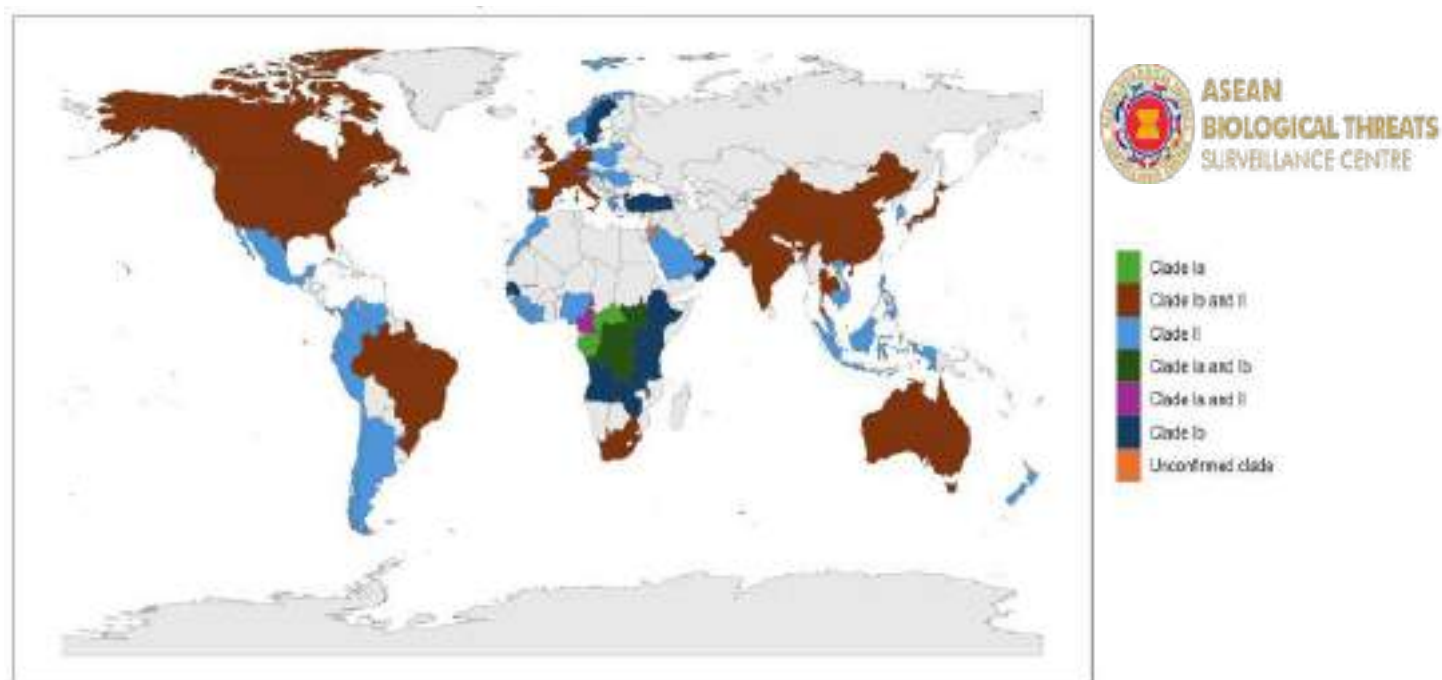 ASEAN
BIOLOGICAL THREATS
SURVEILLANCE CENTRE
Clade Ia
Clade Ib and II
Clade II
Clade Ia and Ib
Clade Ia and II
Clade Ib
Unconfirmed clade